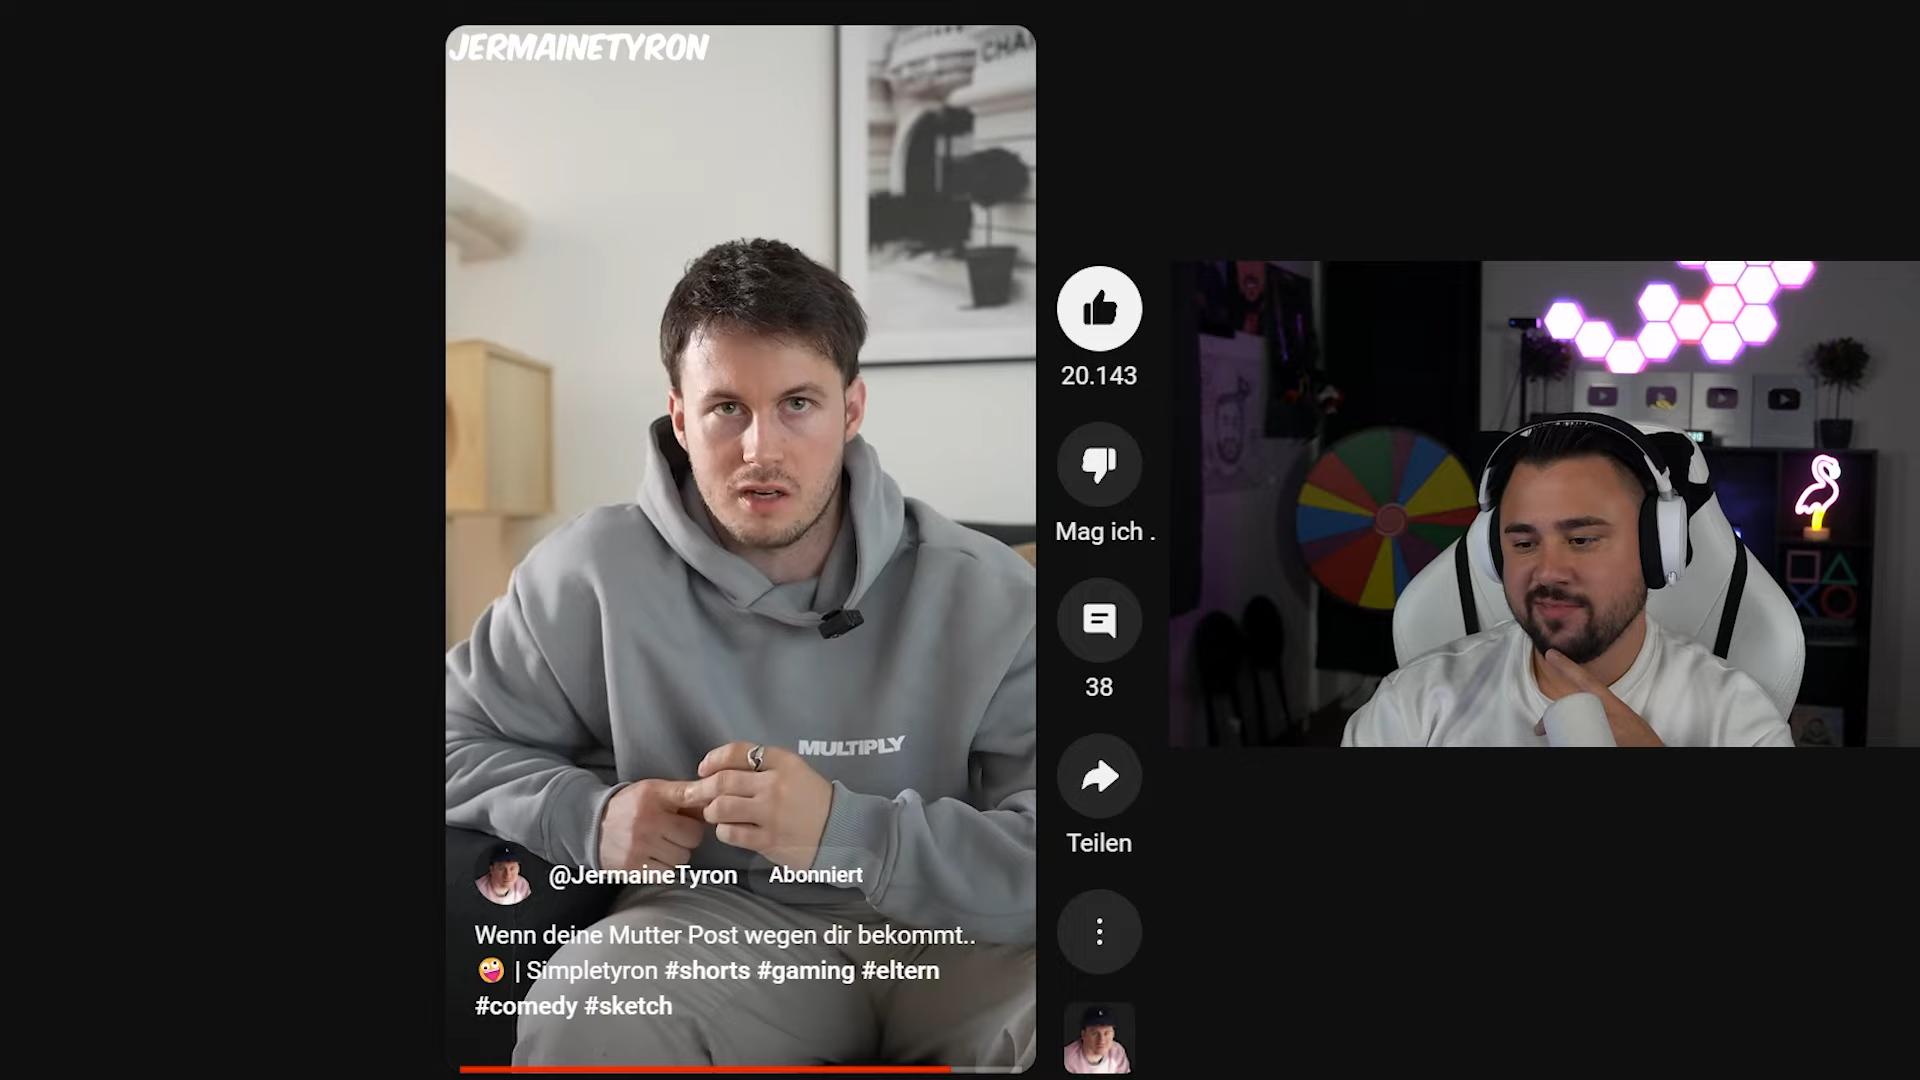 JERMAINETYRON
CHA
MULTIPLY
@JermaineTyron Abonniert
Wenn deine Mutter Post wegen dir bekommt..
🤪 | Simpletyron #shorts #gaming #eltern
#comedy #sketch
20.143
Mag ich .
38
Teilen